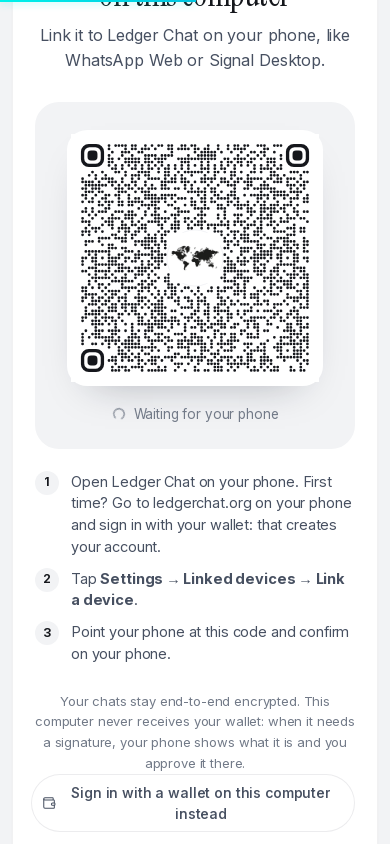 on this computer
Link it to Ledger Chat on your phone, like
WhatsApp Web or Signal Desktop.
Waiting for your phone
1 Open Ledger Chat on your phone. First
time? Go to ledgerchat.org on your phone
and sign in with your wallet: that creates
your account.
2 Tap Settings → Linked devices → Link
a device.
3 Point your phone at this code and confirm
on your phone.
Your chats stay end-to-end encrypted. This
computer never receives your wallet: when it needs
a signature, your phone shows what it is and you
approve it there.
Sign in with a wallet on this computer
instead